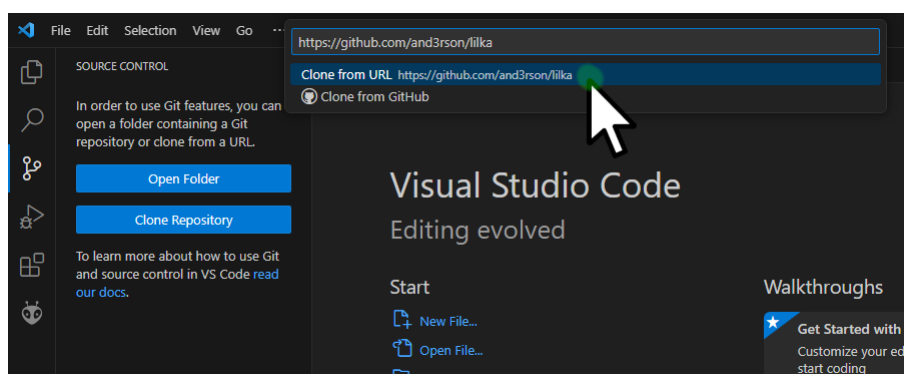 File Edit Selection View Go ···
https://github.com/and3rson/lilka
Clone from URL https://github.com/and3rson/lilka
Clone from GitHub
SOURCE CONTROL
In order to use Git features, you can
open a folder containing a Git
repository or clone from a URL.
Open Folder
Clone Repository
To learn more about how to use Git
and source control in VS Code read
our docs.
Visual Studio Code
Editing evolved
Start
New File...
Open File...
Walkthroughs
Get Started with
Customize your ed
start coding